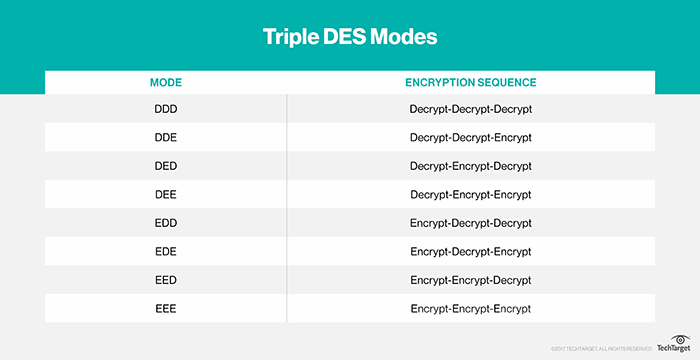 Triple DES Modes
MODE ENCRYPTION SEQUENCE
DDD Decrypt-Decrypt-Decrypt
DDE Decrypt-Decrypt-Encrypt
DED Decrypt-Encrypt-Decrypt
DEE Decrypt-Encrypt-Encrypt
EDD Encrypt-Decrypt-Decrypt
EDE Encrypt-Decrypt-Encrypt
EED Encrypt-Encrypt-Decrypt
EEE Encrypt-Encrypt-Encrypt
©2017 TECHTARGET. ALL RIGHTS RESERVED TechTarget